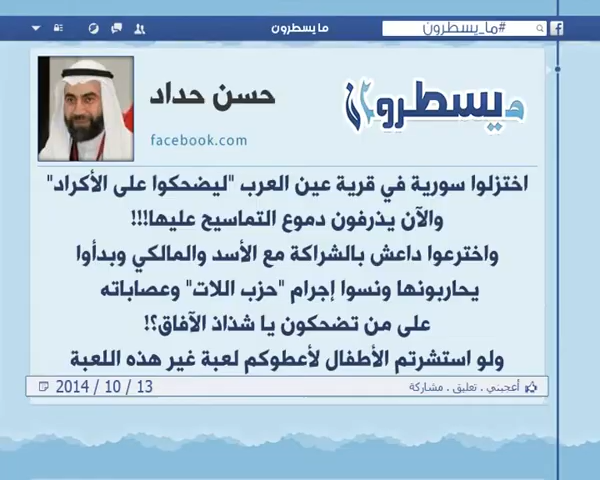 ما يسطرون
#ما_يسطرون
ما يسطرون
حسن حداد
facebook.com
اختزلوا سورية في قرية عين العرب "ليضحكوا على الأكراد"
والآن يذرفون دموع التماسيح عليها!!!
واخترعوا داعش بالشراكة مع الأسد والمالكي وبدأوا
يحاربونها ونسوا إجرام "حزب اللات" وعصاباته
على من تضحكون يا شذاذ الآفاق؟!
ولو استشرتم الأطفال لأعطوكم لعبة غير هذه اللعبة
أعجبني . تعليق . مشاركة
2014 / 10 / 13